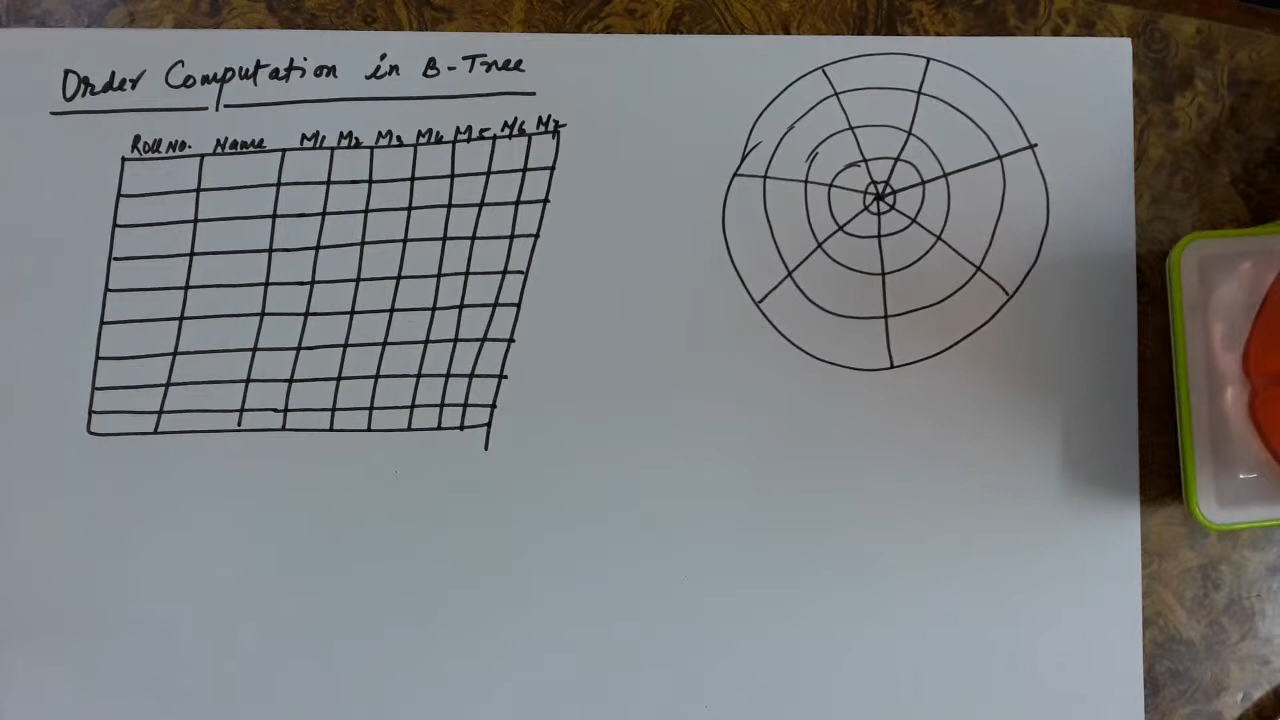 Order Computation in B-Tree
Roll No. Name M1 M2 M3 M4 M5 M6 M7